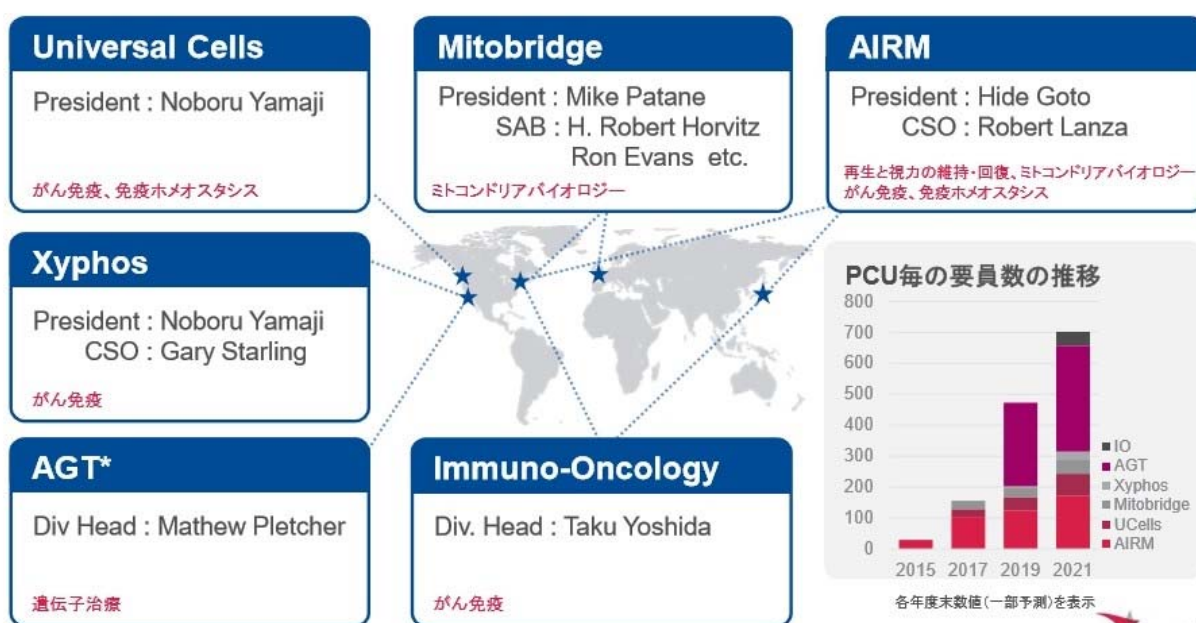 Universal Cells
President : Noboru Yamaji
がん免疫、免疫ホメオスタシス
Mitobridge
President : Mike Patane
SAB : H. Robert Horvitz
Ron Evans etc.
ミトコンドリアバイオロジー
AIRM
President : Hide Goto
CSO : Robert Lanza
再生と視力の維持・回復、ミトコンドリアバイオロジー
がん免疫、免疫ホメオスタシス
Xyphos
President : Noboru Yamaji
CSO : Gary Starling
がん免疫
AGT*
Div Head : Mathew Pletcher
遺伝子治療
Immuno-Oncology
Div. Head : Taku Yoshida
がん免疫
PCU毎の要員数の推移
800
700
600
500
400
300
200
100
0
2015 2017 2019 2021
IO
AGT
Xyphos
Mitobridge
UCells
AIRM
各年度末数値(一部予測)を表示